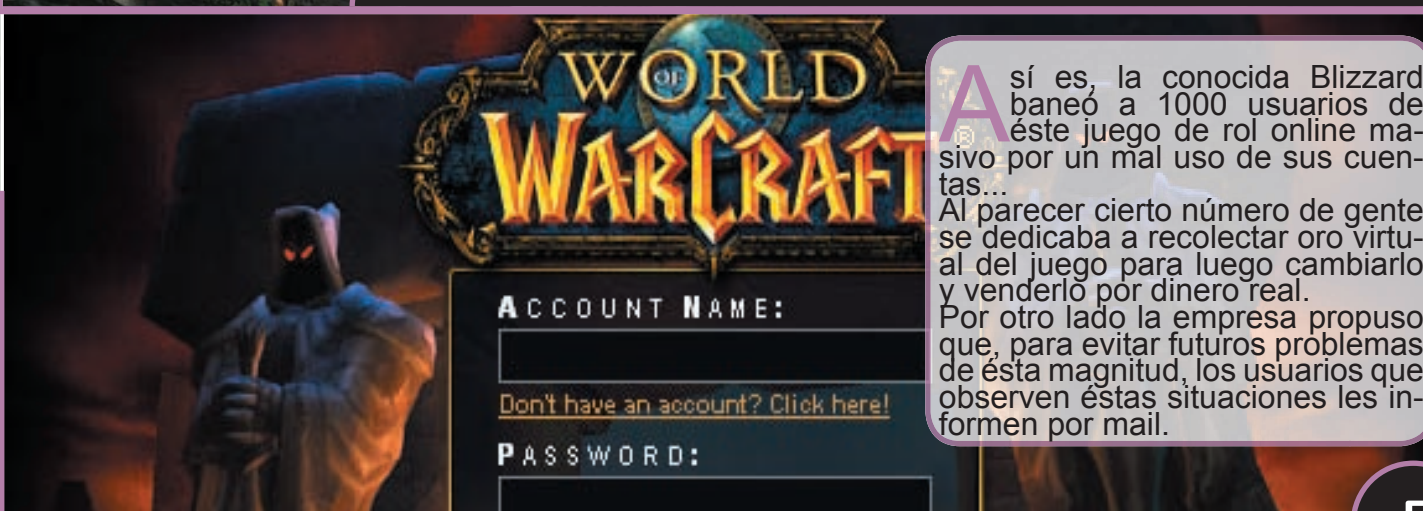 WORLD
OF
WARCRAFT
®
ACCOUNT NAME:
Don't have an account? Click here!
PASSWORD:
Así es, la conocida Blizzard
baneó a 1000 usuarios de
éste juego de rol online ma-
sivo por un mal uso de sus cuen-
tas...
Al parecer cierto número de gente
se dedicaba a recolectar oro virtu-
al del juego para luego cambiarlo
y venderlo por dinero real.
Por otro lado la empresa propuso
que, para evitar futuros problemas
de ésta magnitud, los usuarios que
observen éstas situaciones les in-
formen por mail.